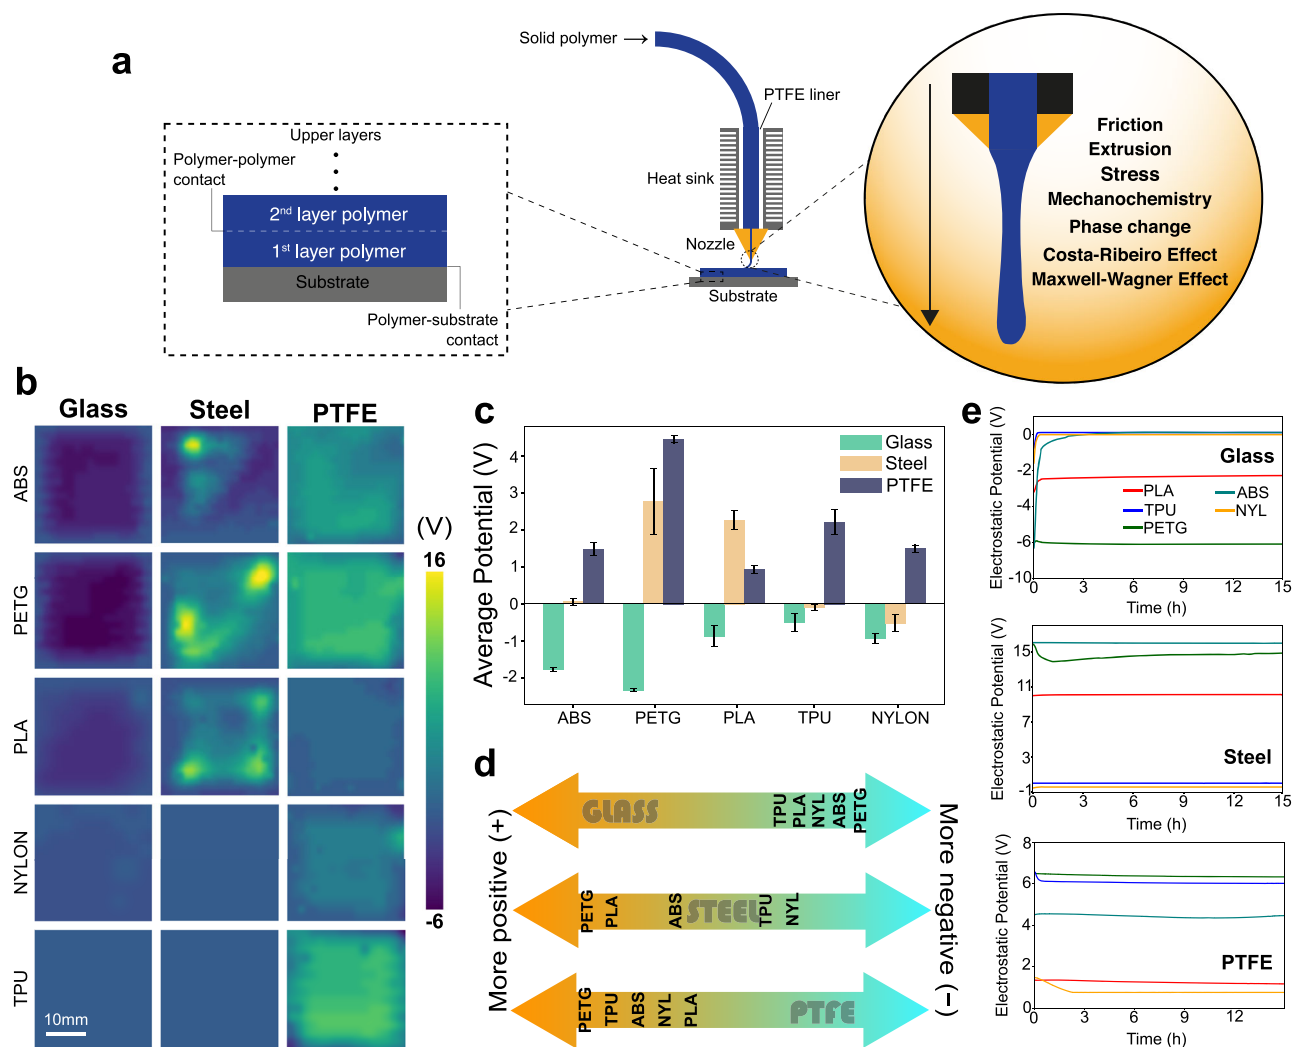 a
Solid polymer →
PTFE liner
Heat sink
Nozzle
Substrate
Upper layers
Polymer-polymer
contact
2nd layer polymer
1st layer polymer
Substrate
Polymer-substrate
contact
Friction
Extrusion
Stress
Mechanochemistry
Phase change
Costa-Ribeiro Effect
Maxwell-Wagner Effect
b
Glass Steel PTFE
ABS
PETG
PLA
NYLON
TPU
10mm
(V)
16
-6
c
Average Potential (V)
4
3
2
1
0
-1
-2
Glass
Steel
PTFE
ABS PETG PLA TPU NYLON
d
More positive (+)
More negative (−)
GLASS TPU PLA NYL ABS PETG
PETG PLA ABS STEEL TPU NYL
PETG TPU ABS NYL PLA PTFE
e
Electrostatic Potential (V)
0
-2
-4
-6
-8
-10
Glass
PLA ABS
TPU NYL
PETG
0 3 6 9 12 15
Time (h)
Electrostatic Potential (V)
15
11
7
3
-1
Steel
0 3 6 9 12 15
Time (h)
Electrostatic Potential (V)
8
6
4
2
0
PTFE
0 3 6 9 12
Time (h)